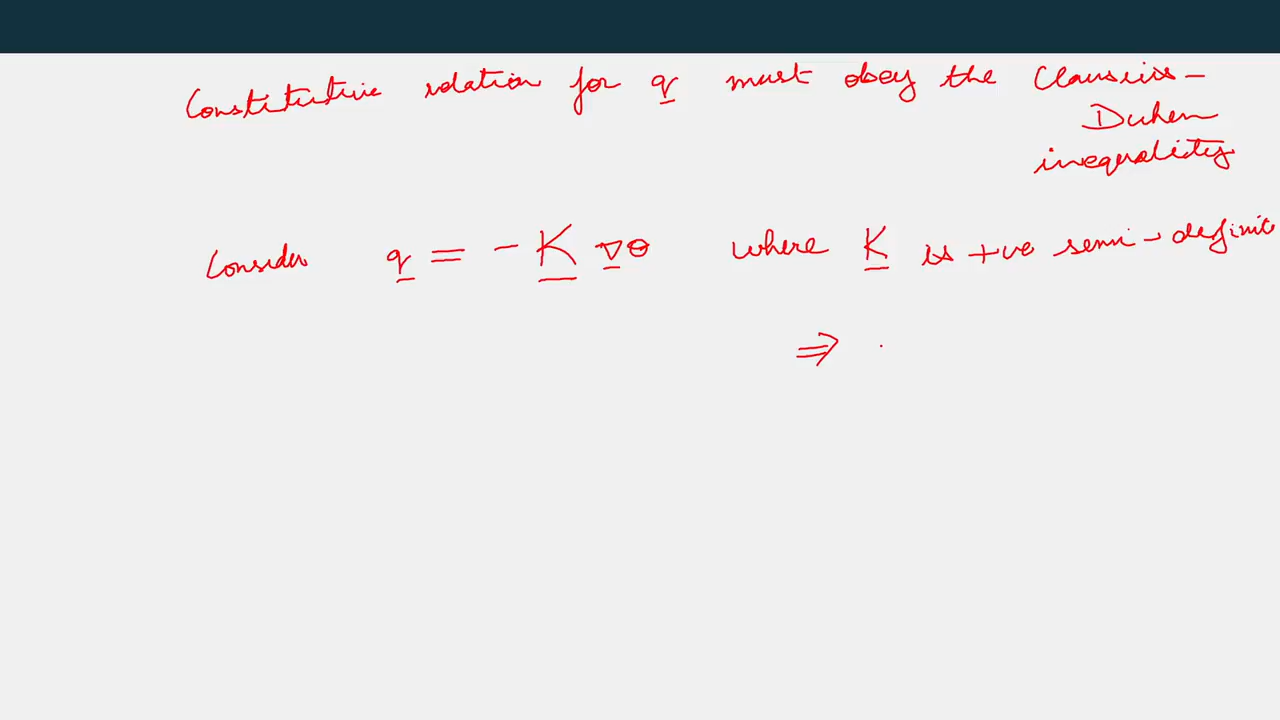 Constitutive relation for q must obey the Clausius-
Duhem
inequality
Consider q = - K ∇θ where K is +ve semi-definite
⇒